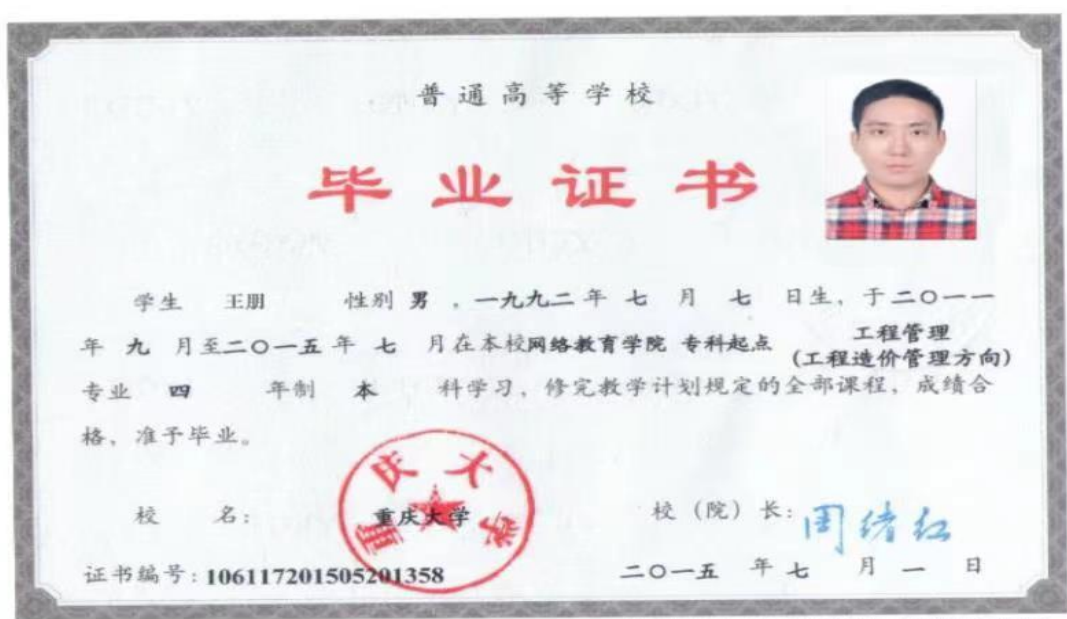 普通高等学校
毕业证书
学生 王朋 性别 男 ，一九九二 年 七 月 七 日生，于二〇一一
年 九 月至二〇一五 年 七 月在本校网络教育学院 专科起点 工程管理
(工程造价管理方向)
专业 四 年制 本 科学习，修完教学计划规定的全部课程，成绩合
格，准予毕业。
重庆大学
校 名： 重庆大学 校（院）长：周绪红
证书编号：106117201505201358 二〇一五 年 七 月 一 日